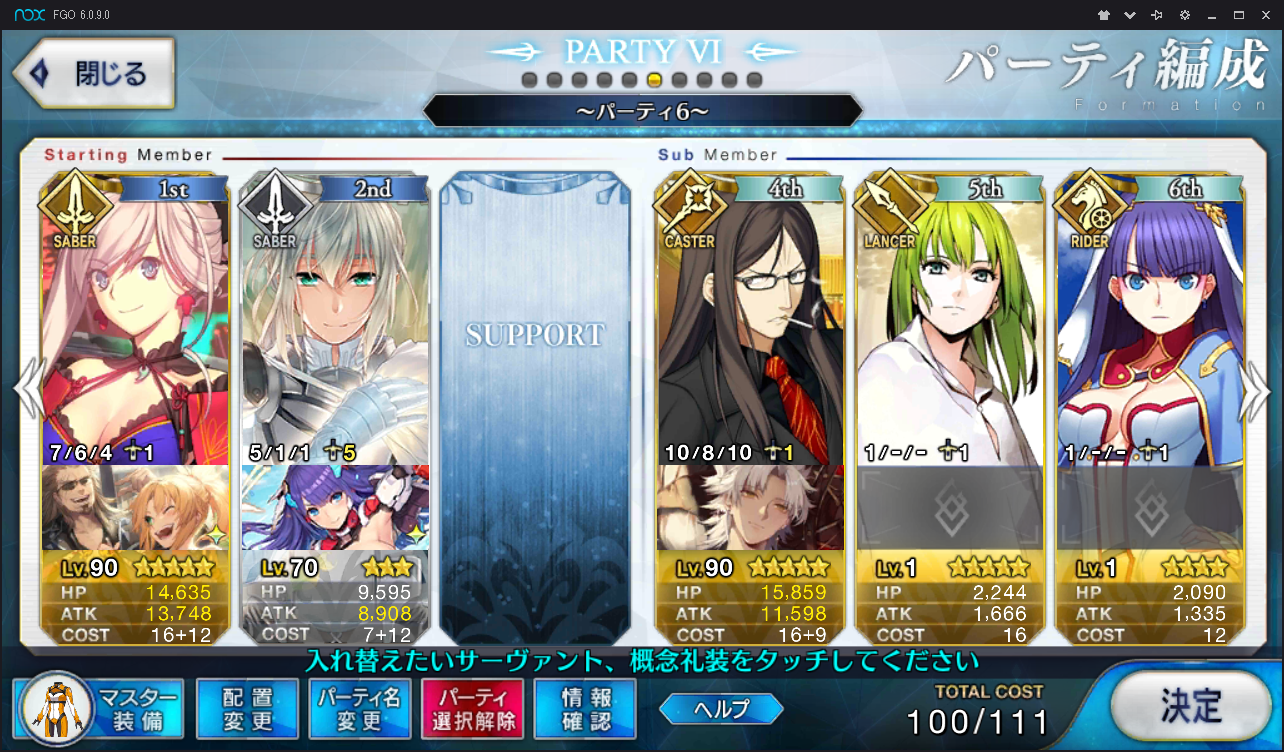 nox FGO 6.0.9.0
閉じる
PARTY VI
～パーティ6～
パーティ編成
Formation
Starting Member
Sub Member
1st
SABER
7/6/4 1
Lv.90
HP 14,635
ATK 13,748
COST 16+12
2nd
SABER
5/1/1 5
Lv.70
HP 9,595
ATK 8,908
COST 7+12
SUPPORT
4th
CASTER
10/8/10 1
Lv.90
HP 15,859
ATK 11,598
COST 16+9
5th
LANCER
1/-/- 1
Lv.1
HP 2,244
ATK 1,666
COST 16
6th
RIDER
1/-/- 1
Lv.1
HP 2,090
ATK 1,335
COST 12
入れ替えたいサーヴァント、概念礼装をタッチしてください
マスター
装備
配置
変更
パーティ名
変更
パーティ
選択解除
情報
確認
ヘルプ
TOTAL COST
100/111
決定